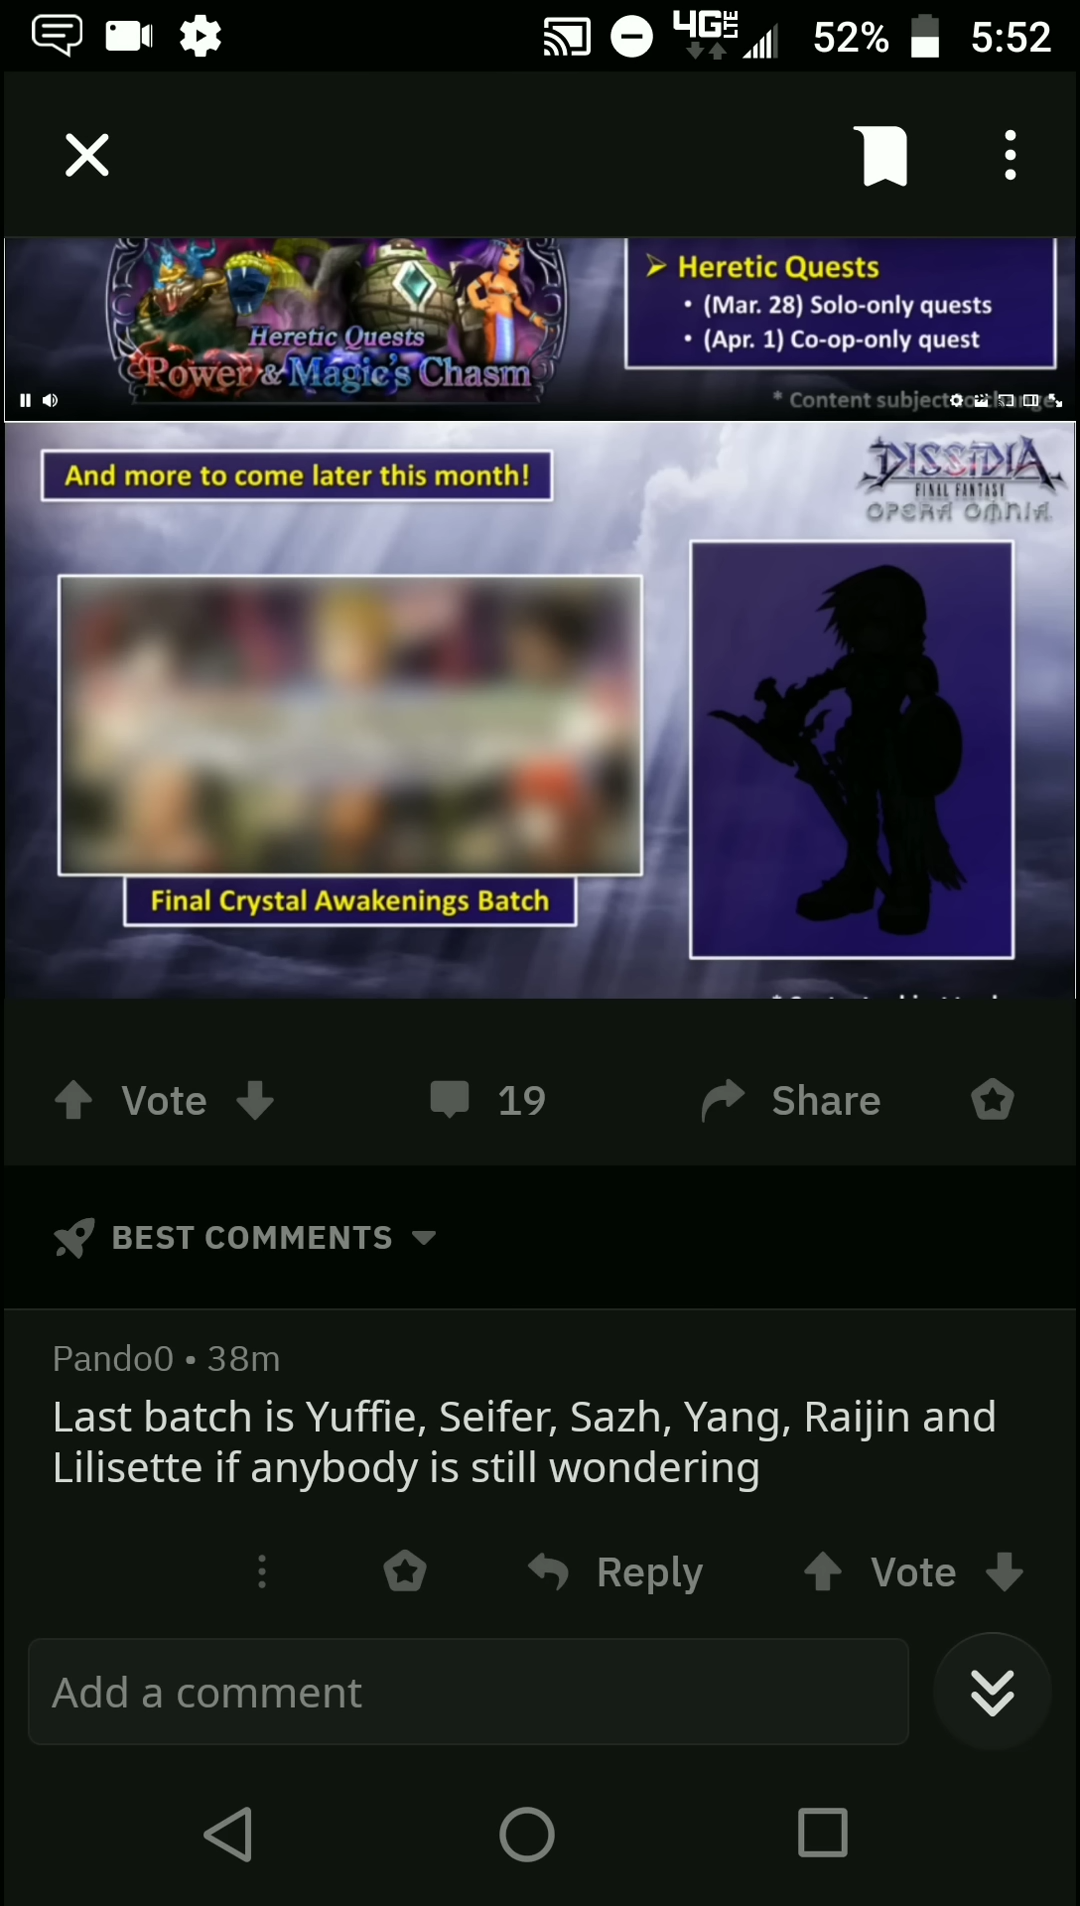 4G LTE 52% 5:52
Heretic Quests
Power & Magic's Chasm
➤ Heretic Quests
• (Mar. 28) Solo-only quests
• (Apr. 1) Co-op-only quest
* Content subject to change
And more to come later this month!
DISSIDIA
FINAL FANTASY
OPERA OMNIA
Final Crystal Awakenings Batch
Vote
19
Share
BEST COMMENTS
Pando0 • 38m
Last batch is Yuffie, Seifer, Sazh, Yang, Raijin and
Lilisette if anybody is still wondering
Reply
Vote
Add a comment